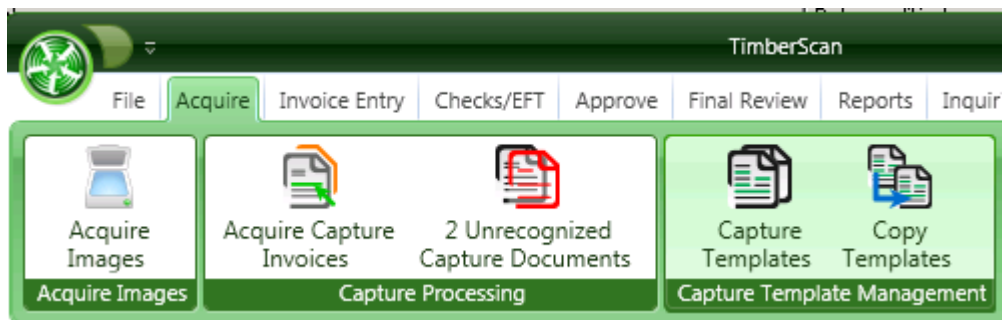 TimberScan
File Acquire Invoice Entry Checks/EFT Approve Final Review Reports
Acquire Images
Acquire Capture Invoices
2 Unrecognized Capture Documents
Capture Templates
Copy Templates
Acquire Images Capture Processing Capture Template Management